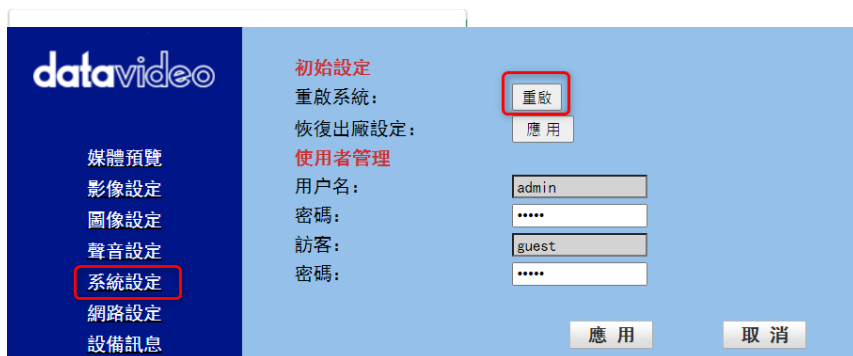 datavideo
媒體預覽
影像設定
圖像設定
聲音設定
系統設定
網路設定
設備訊息
初始設定
重啟系統： 重啟
恢復出廠設定： 應用
使用者管理
用户名： admin
密碼： •••••
訪客： guest
密碼： •••••
應用 取消